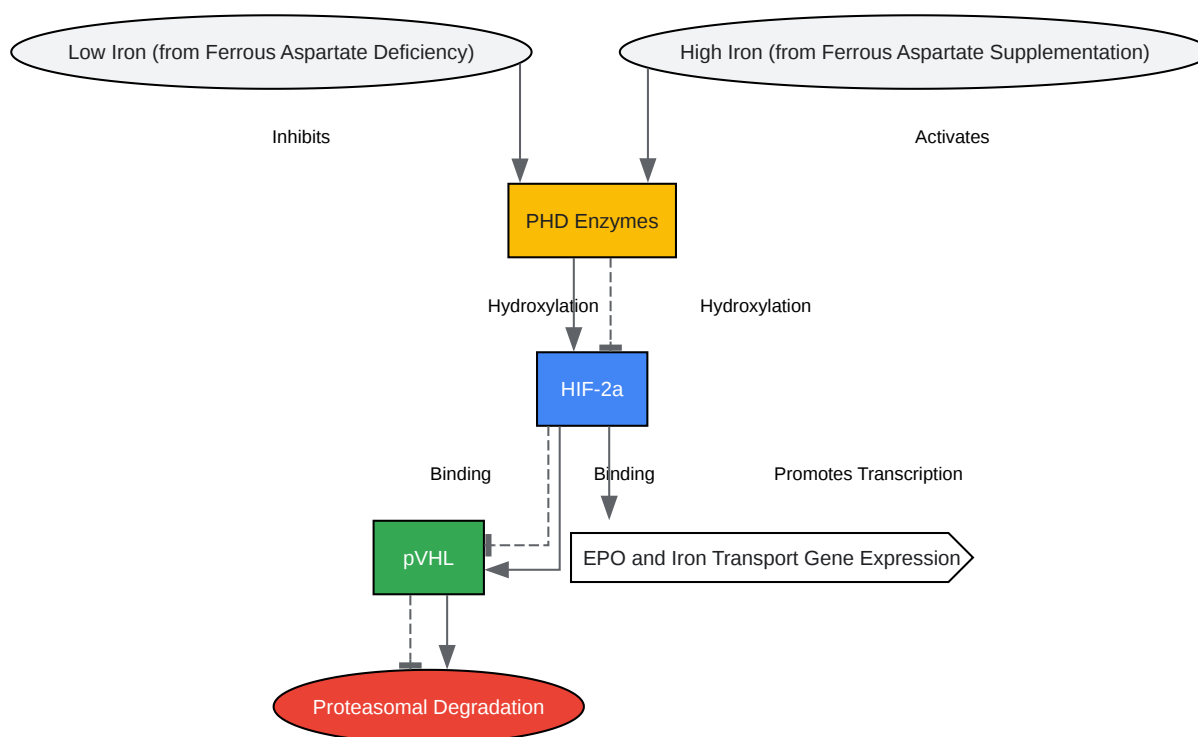 Low Iron (from Ferrous Aspartate Deficiency)
High Iron (from Ferrous Aspartate Supplementation)
Inhibits
Activates
PHD Enzymes
Hydroxylation
Hydroxylation
HIF-2a
Binding
Binding
Promotes Transcription
pVHL
EPO and Iron Transport Gene Expression
Proteasomal Degradation